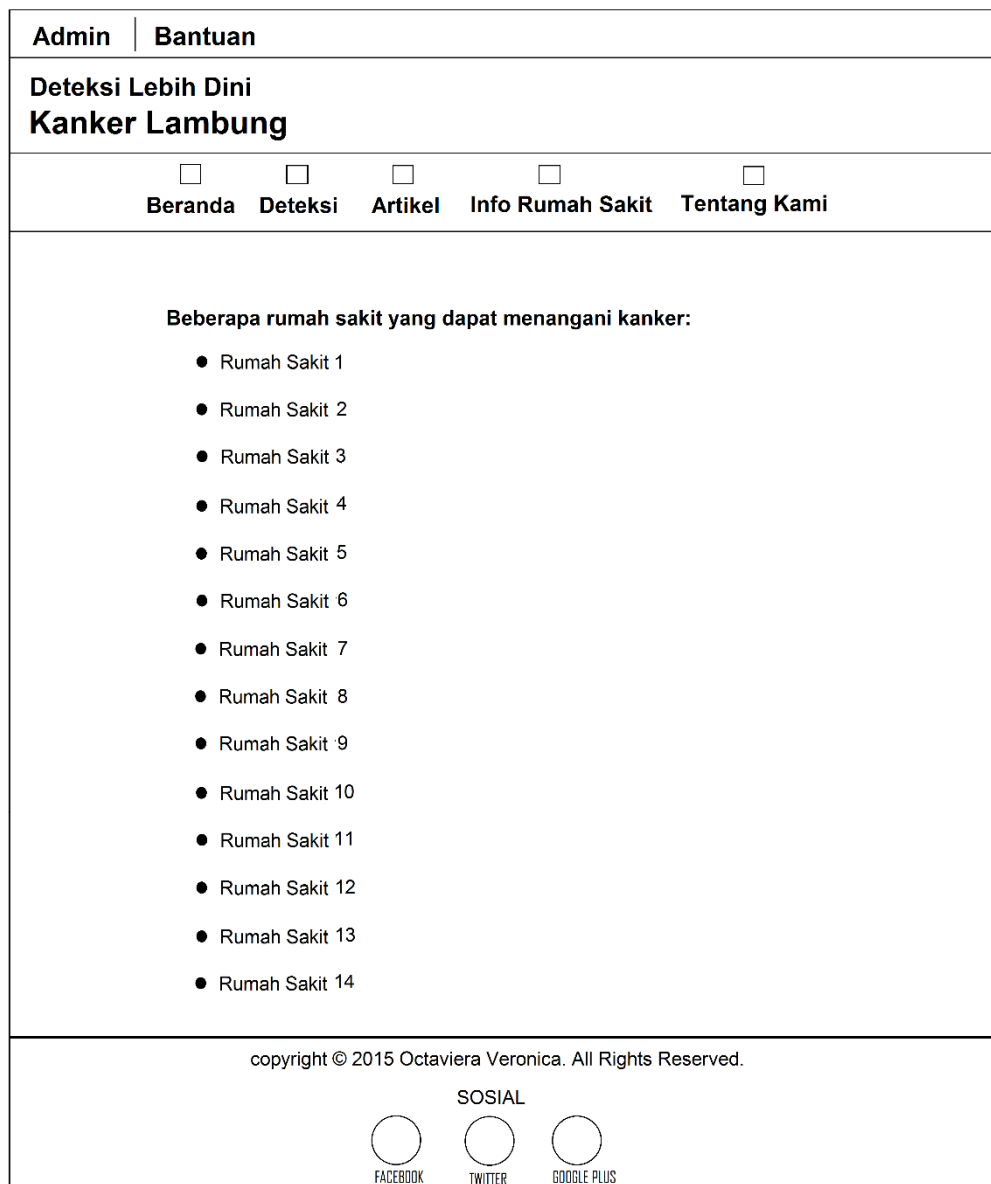 Admin Bantuan
Deteksi Lebih Dini
Kanker Lambung
Beranda Deteksi Artikel Info Rumah Sakit Tentang Kami
Beberapa rumah sakit yang dapat menangani kanker:
● Rumah Sakit 1
● Rumah Sakit 2
● Rumah Sakit 3
● Rumah Sakit 4
● Rumah Sakit 5
● Rumah Sakit 6
● Rumah Sakit 7
● Rumah Sakit 8
● Rumah Sakit 9
● Rumah Sakit 10
● Rumah Sakit 11
● Rumah Sakit 12
● Rumah Sakit 13
● Rumah Sakit 14
copyright © 2015 Octaviera Veronica. All Rights Reserved.
SOSIAL
FACEBOOK TWITTER GOOGLE PLUS